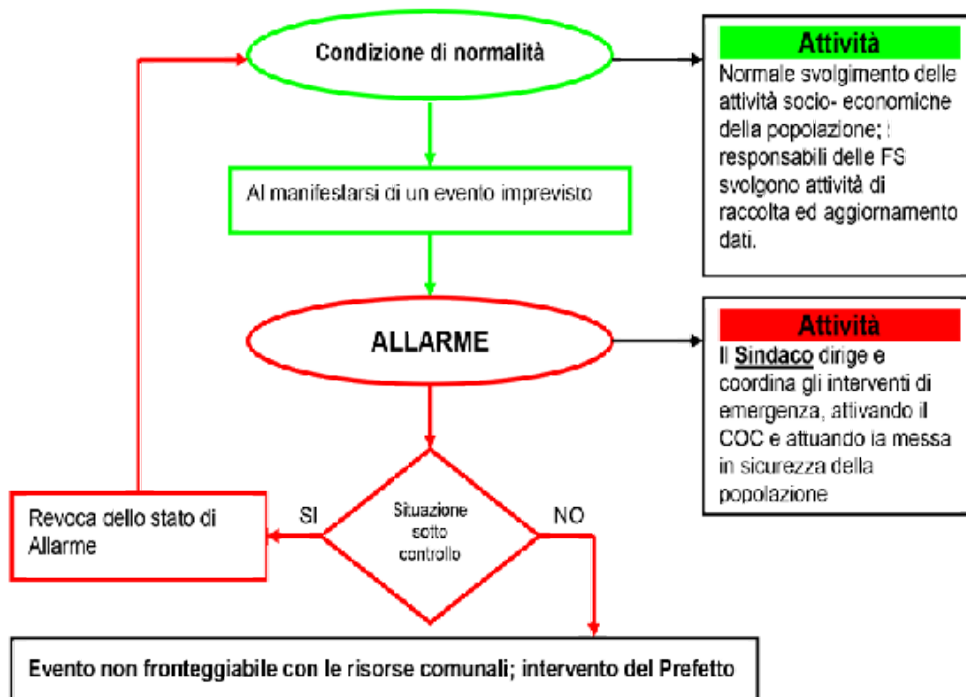 Condizione di normalità
Attività
Normale svolgimento delle
attività socio- economiche
della popolazione; i
responsabili delle FS
svolgono attività di
raccolta ed aggiornamento
dati.
Al manifestarsi di un evento imprevisto
ALLARME
Attività
Il Sindaco dirige e
coordina gli interventi di
emergenza, attivando il
COC e attuando la messa
in sicurezza della
popolazione
Revoca dello stato di
Allarme
SI
Situazione
sotto
controllo
NO
Evento non fronteggiabile con le risorse comunali; intervento del Prefetto